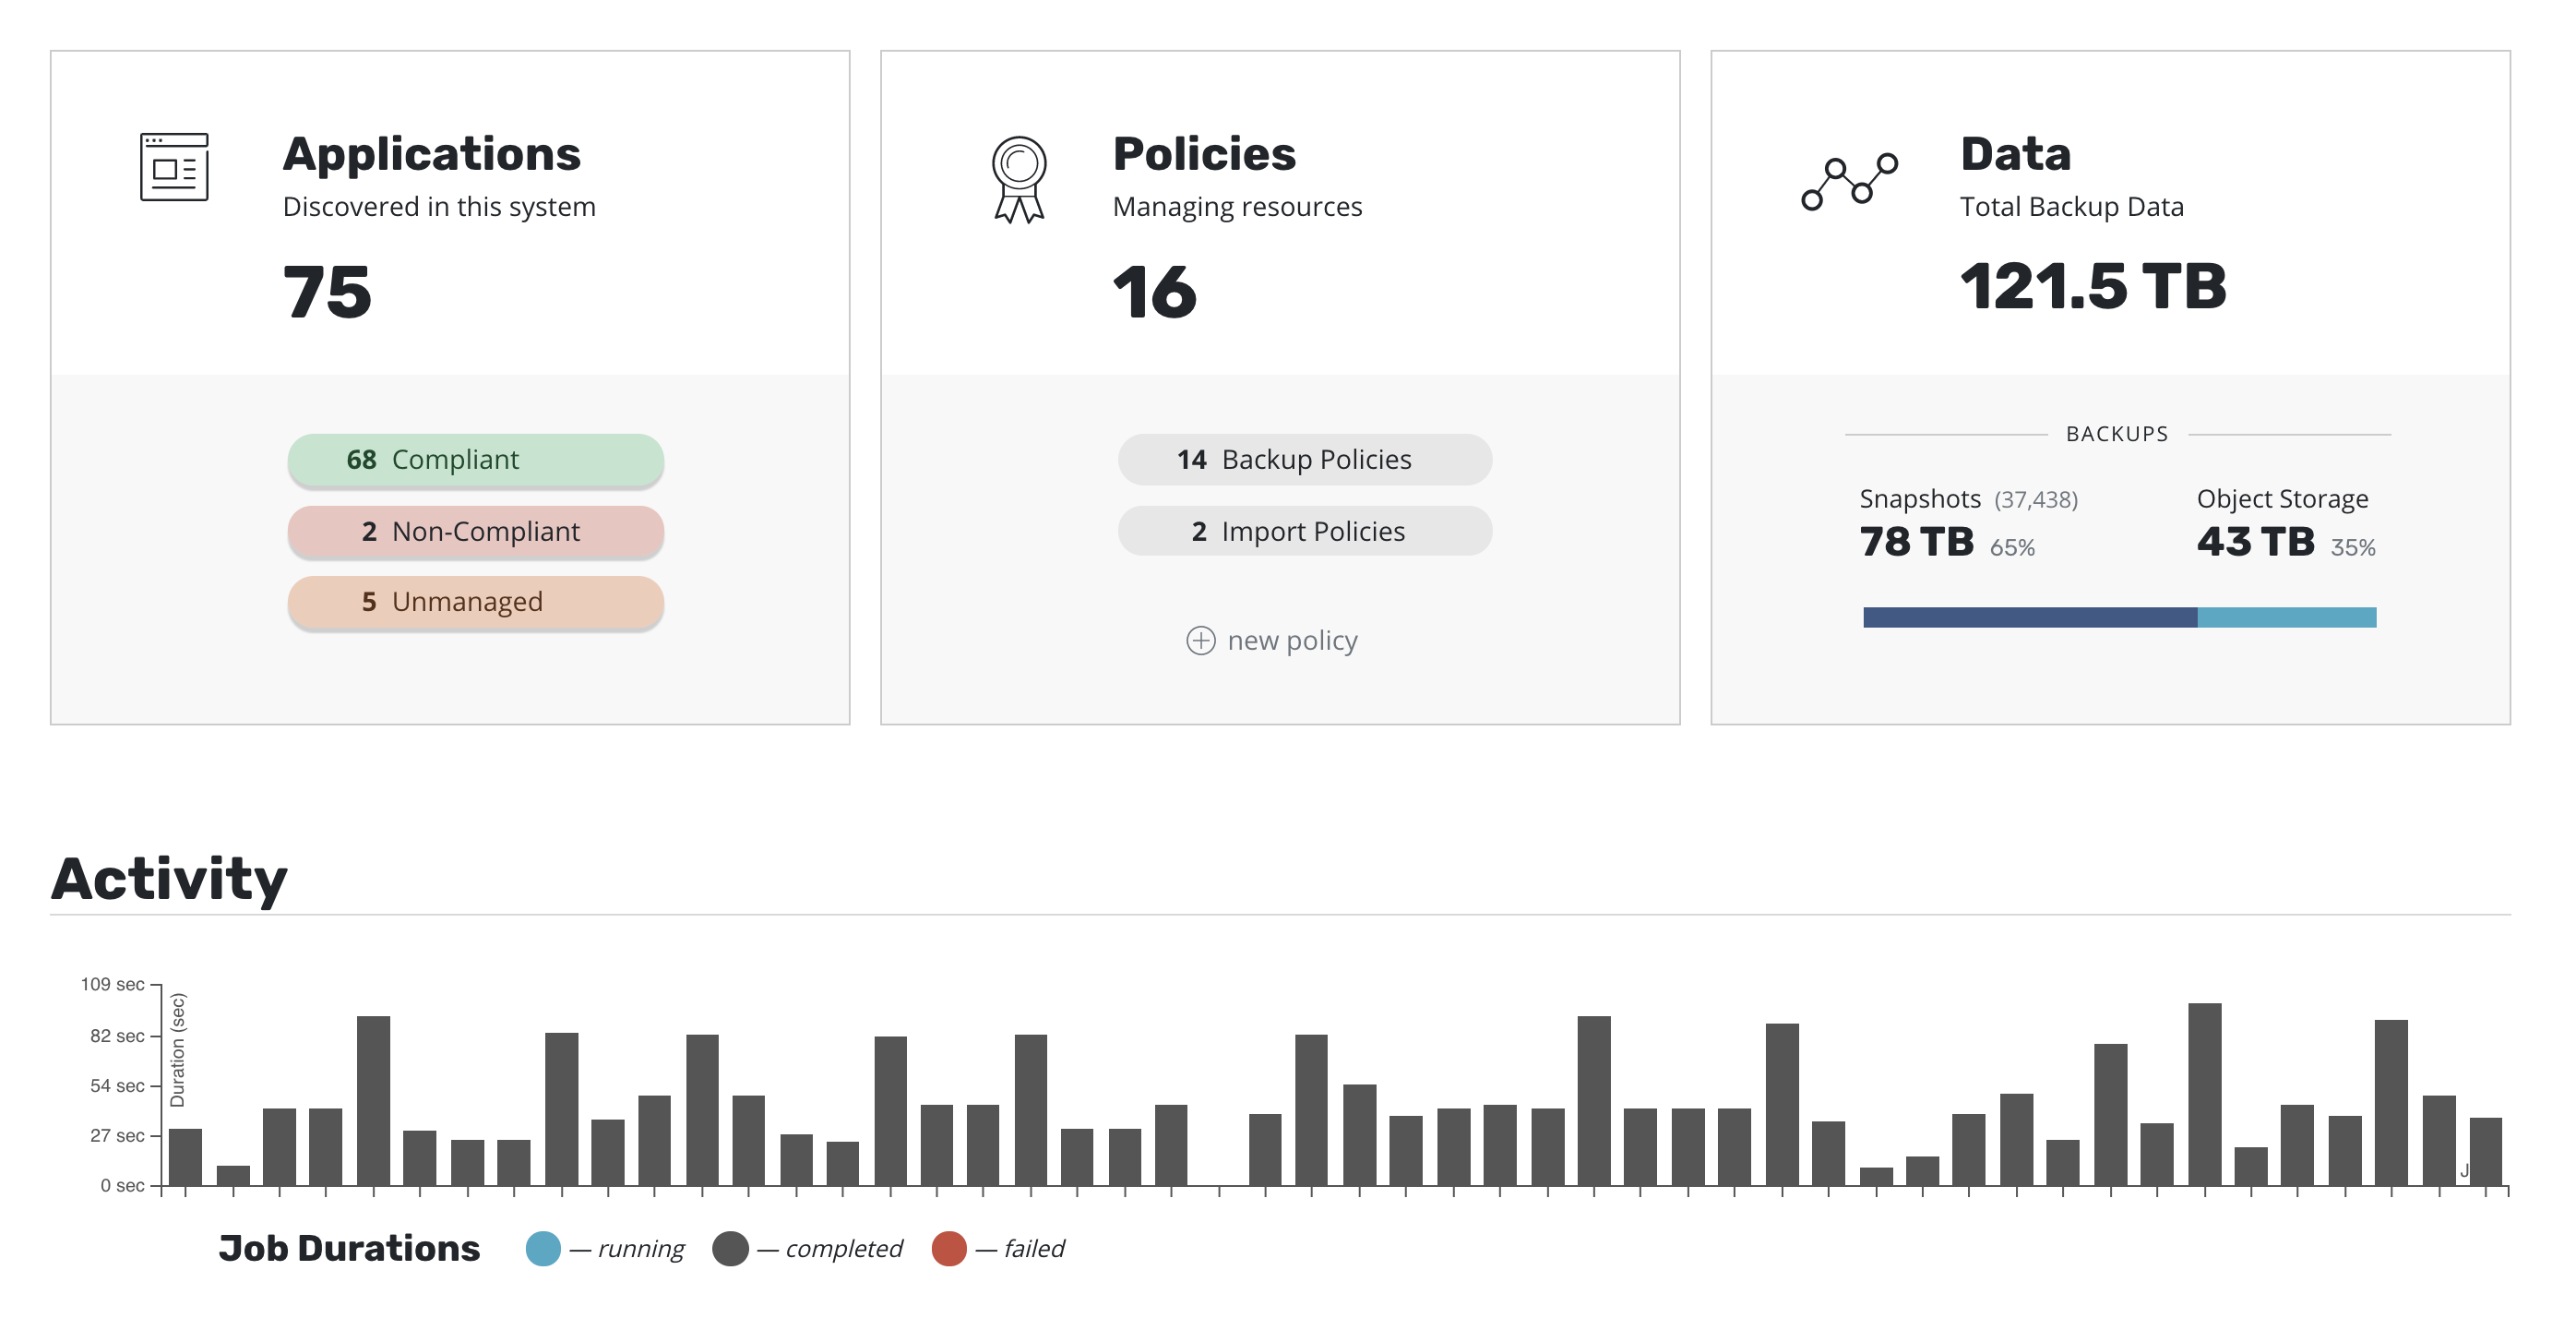 Applications
Discovered in this system
75
68 Compliant
2 Non-Compliant
5 Unmanaged
Policies
Managing resources
16
14 Backup Policies
2 Import Policies
new policy
Data
Total Backup Data
121.5 TB
BACKUPS
Snapshots (37,438)
78 TB 65%
Object Storage
43 TB 35%
Activity
109 sec
82 sec
54 sec
27 sec
0 sec
Duration (sec)
J
Job Durations
— running
— completed
— failed